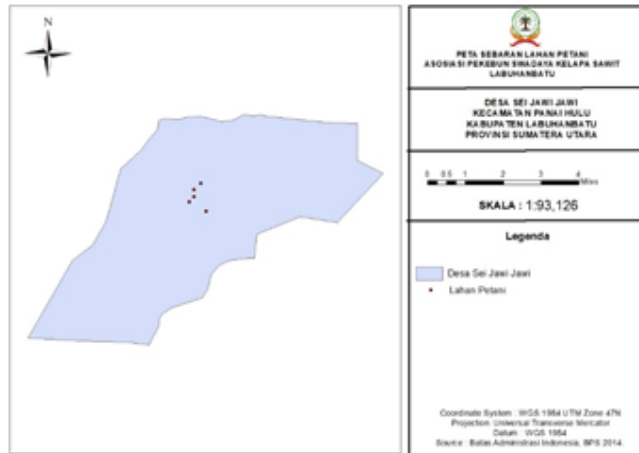 PETA SEBARAN LAHAN PETANI
ASOSIASI PEKEBUN SWADAYA KELAPA SAWIT
LABUHANBATU
DESA SEI JAWI JAWI
KECAMATAN PANAI HULU
KABUPATEN LABUHANBATU
PROVINSI SUMATERA UTARA
0 0.5 1 2 3 4
Miles
SKALA : 1:93,126
Legenda
Desa Sei Jawi Jawi
Lahan Petani
Coordinate System : WGS 1984 UTM Zone 47N
Projection: Universal Transverse Mercator
Datum : WGS 1984
Source : Batas Administrasi Indonesia, BPS 2014.